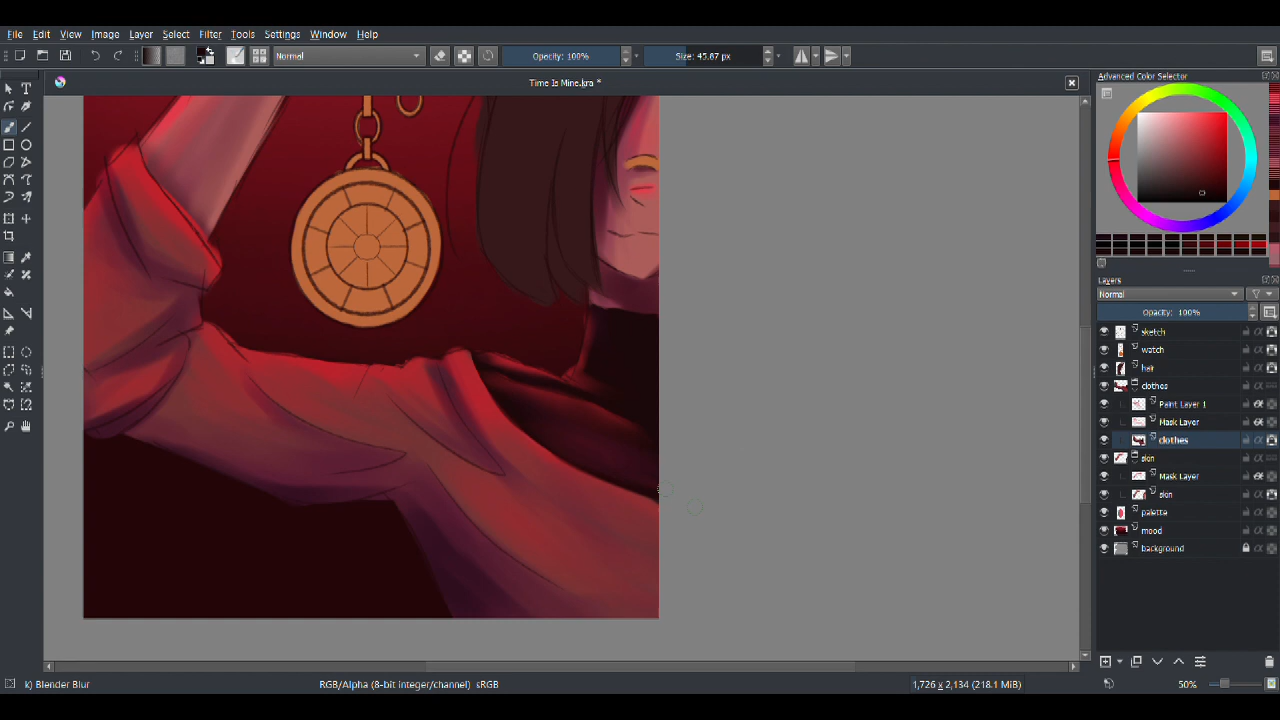 File Edit View Image Layer Select Filter Tools Settings Window Help
Normal Opacity: 100% Size: 45.67 px
Time Is Mine.kra *
Advanced Color Selector
Layers
Normal
Opacity: 100%
sketch
watch
hair
clothes
Paint Layer 1
Mask Layer
clothes
skin
Mask Layer
skin
palette
mood
background
k) Blender Blur RGB/Alpha (8-bit integer/channel) sRGB 1,726 x 2,134 (218.1 MiB) 50%